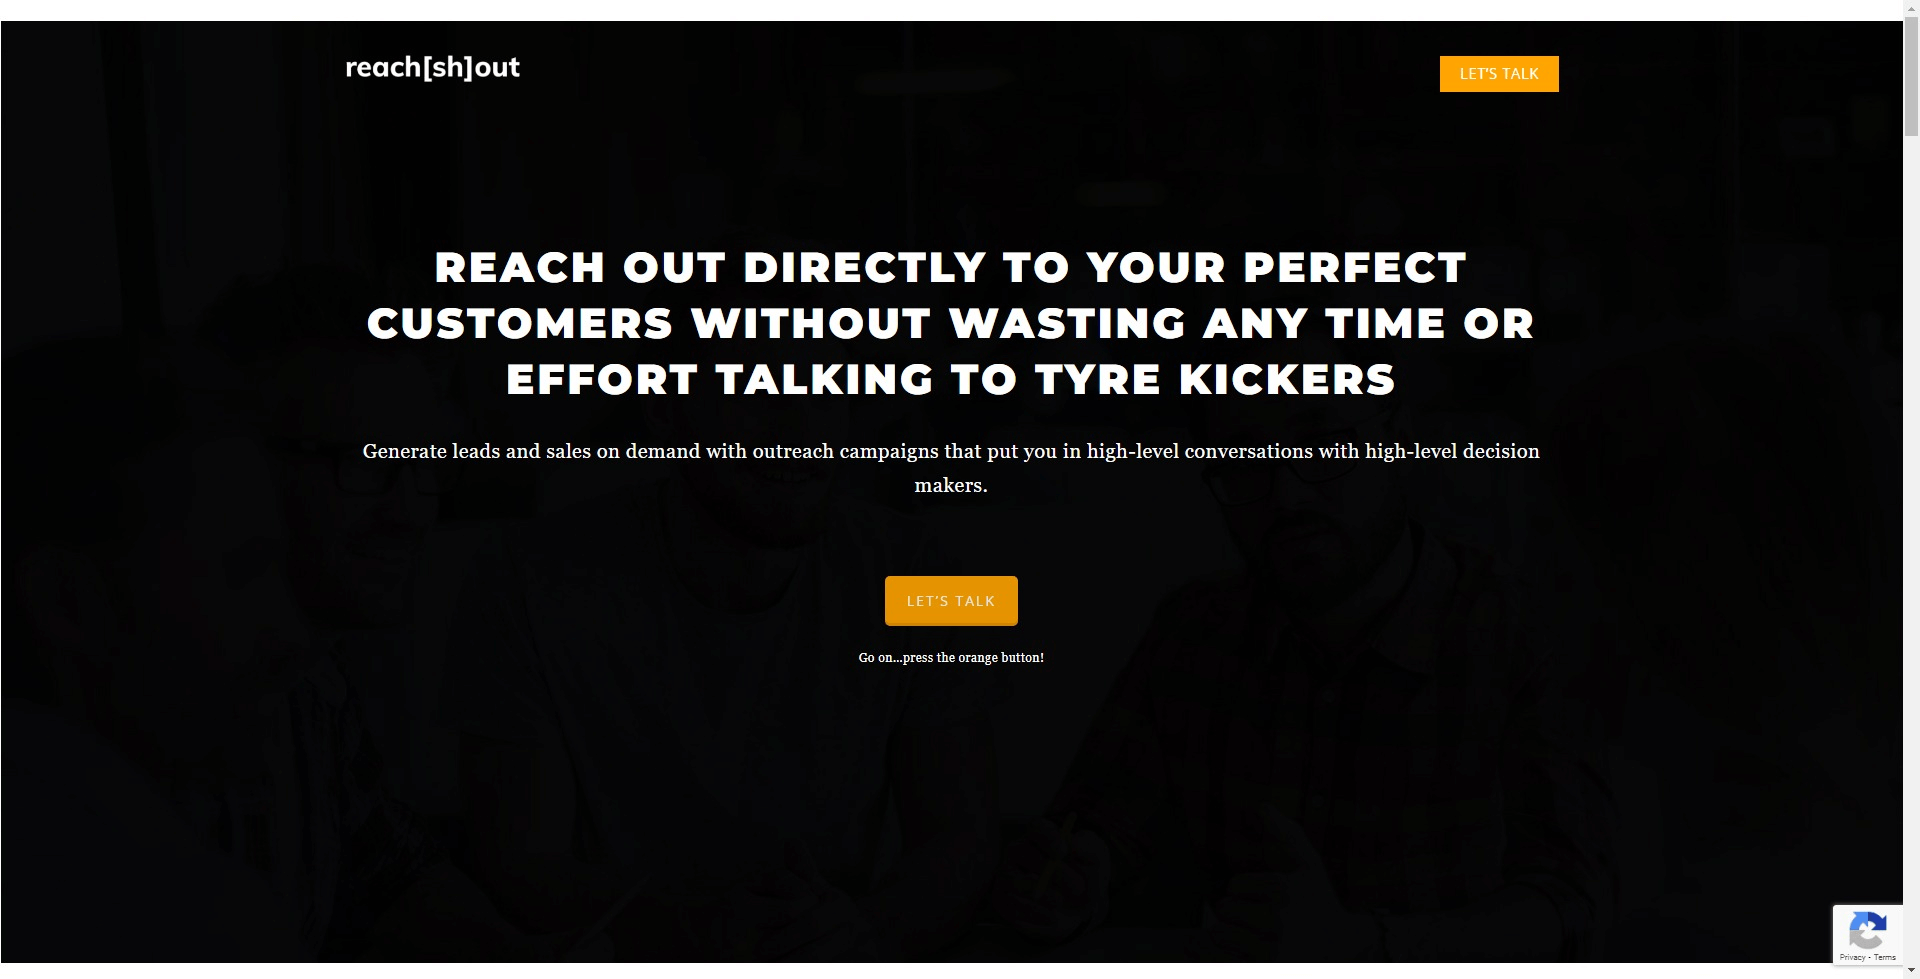 reach[sh]out
LET'S TALK
REACH OUT DIRECTLY TO YOUR PERFECT
CUSTOMERS WITHOUT WASTING ANY TIME OR
EFFORT TALKING TO TYRE KICKERS
Generate leads and sales on demand with outreach campaigns that put you in high-level conversations with high-level decision
makers.
LET'S TALK
Go on...press the orange button!
Privacy - Terms